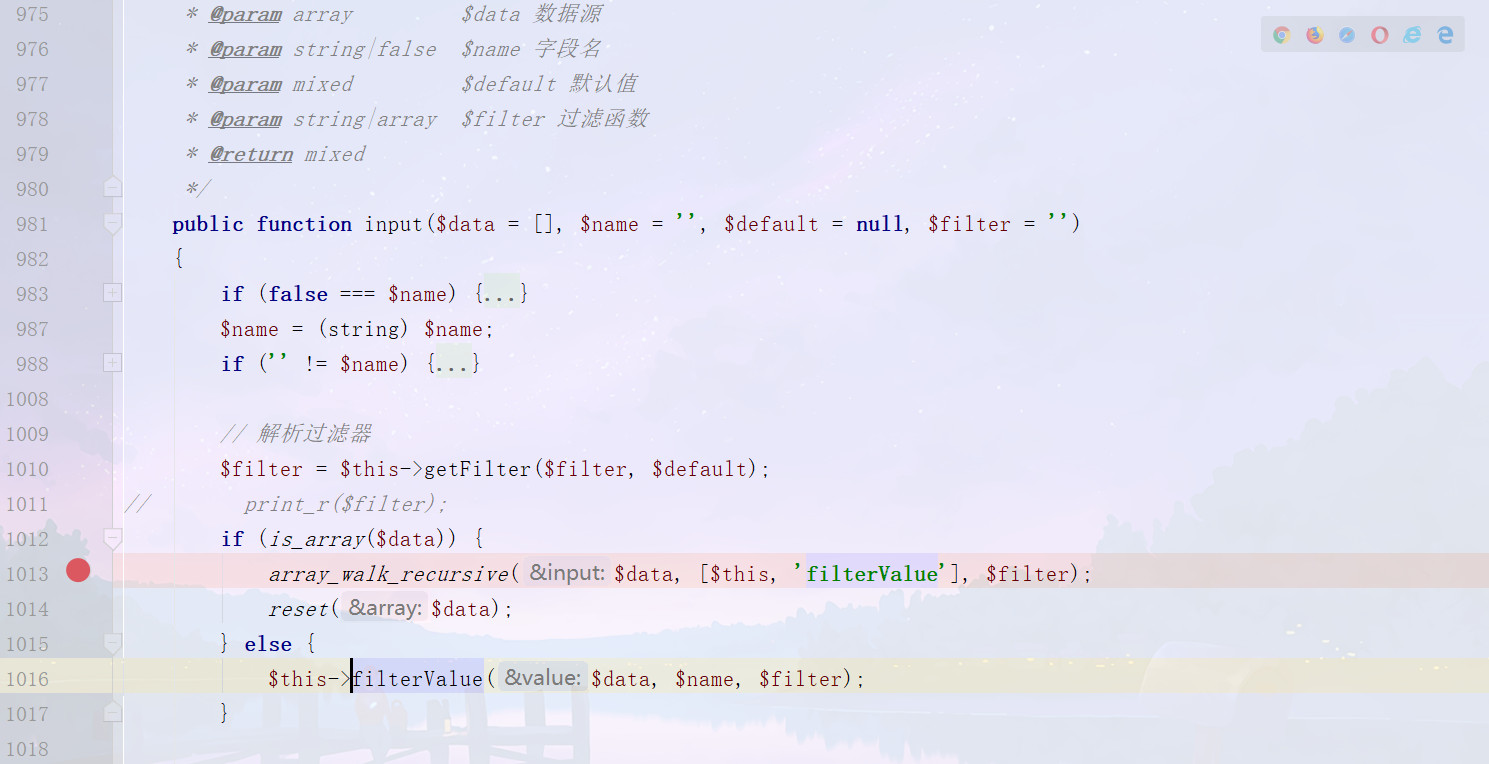 975 * @param array $data 数据源
976 * @param string|false $name 字段名
977 * @param mixed $default 默认值
978 * @param string|array $filter 过滤函数
979 * @return mixed
980 */
981 public function input($data = [], $name = '', $default = null, $filter = '')
982 {
983 if (false === $name) {...}
987 $name = (string) $name;
988 if ('' != $name) {...}
1008
1009 // 解析过滤器
1010 $filter = $this->getFilter($filter, $default);
1011 // print_r($filter);
1012 if (is_array($data)) {
1013 array_walk_recursive( &input: $data, [$this, 'filterValue'], $filter);
1014 reset( &array: $data);
1015 } else {
1016 $this->filterValue( &value: $data, $name, $filter);
1017 }
1018